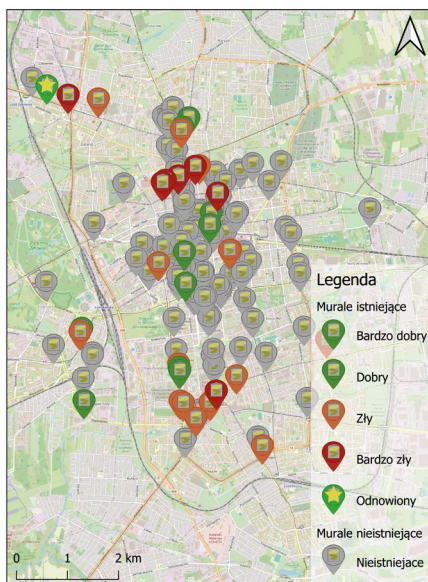 Legenda
Murale istniejące
Bardzo dobry
Dobry
Zły
Bardzo zły
Odnowiony
Murale nieistniejące
Nieistniejace
0 1 2 km